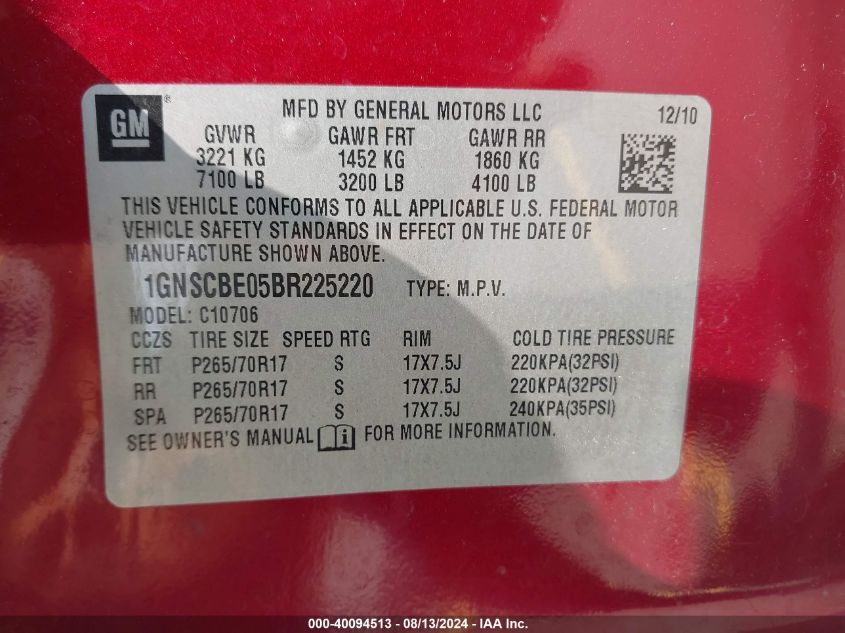 GM®
MFD BY GENERAL MOTORS LLC 12/10
GVWR GAWR FRT GAWR RR
3221 KG 1452 KG 1860 KG
7100 LB 3200 LB 4100 LB
THIS VEHICLE CONFORMS TO ALL APPLICABLE U.S. FEDERAL MOTOR
VEHICLE SAFETY STANDARDS IN EFFECT ON THE DATE OF
MANUFACTURE SHOWN ABOVE.
1GNSCBE05BR225220 TYPE: M.P.V.
MODEL: C10706
CCZS TIRE SIZE SPEED RTG RIM COLD TIRE PRESSURE
FRT P265/70R17 S 17X7.5J 220KPA(32PSI)
RR P265/70R17 S 17X7.5J 220KPA(32PSI)
SPA P265/70R17 S 17X7.5J 240KPA(35PSI)
SEE OWNER'S MANUAL i FOR MORE INFORMATION.
000-40094513 - 08/13/2024 - IAA Inc.